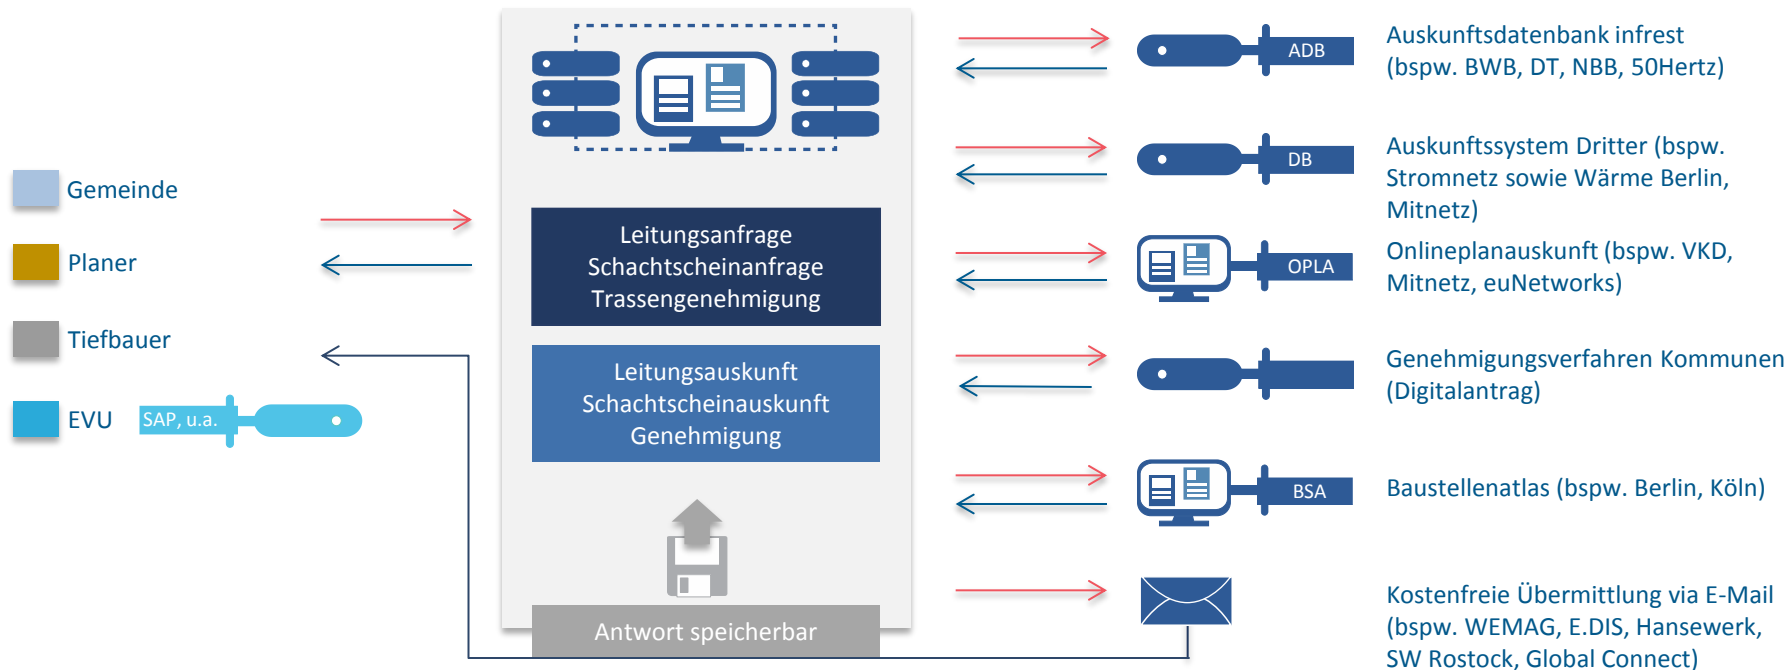 Gemeinde
Planer
Tiefbauer
EVU
SAP, u.a.
Leitungsanfrage
Schachtscheinanfrage
Trassengenehmigung
Leitungsauskunft
Schachtscheinauskunft
Genehmigung
Antwort speicherbar
ADB
Auskunftsdatenbank infrest
(bspw. BWB, DT, NBB, 50Hertz)
DB
Auskunftssystem Dritter (bspw.
Stromnetz sowie Wärme Berlin,
Mitnetz)
OPLA
Onlineplanauskunft (bspw. VKD,
Mitnetz, euNetworks)
Genehmigungsverfahren Kommunen
(Digitalantrag)
BSA
Baustellenatlas (bspw. Berlin, Köln)
Kostenfreie Übermittlung via E-Mail
(bspw. WEMAG, E.DIS, Hansewerk,
SW Rostock, Global Connect)